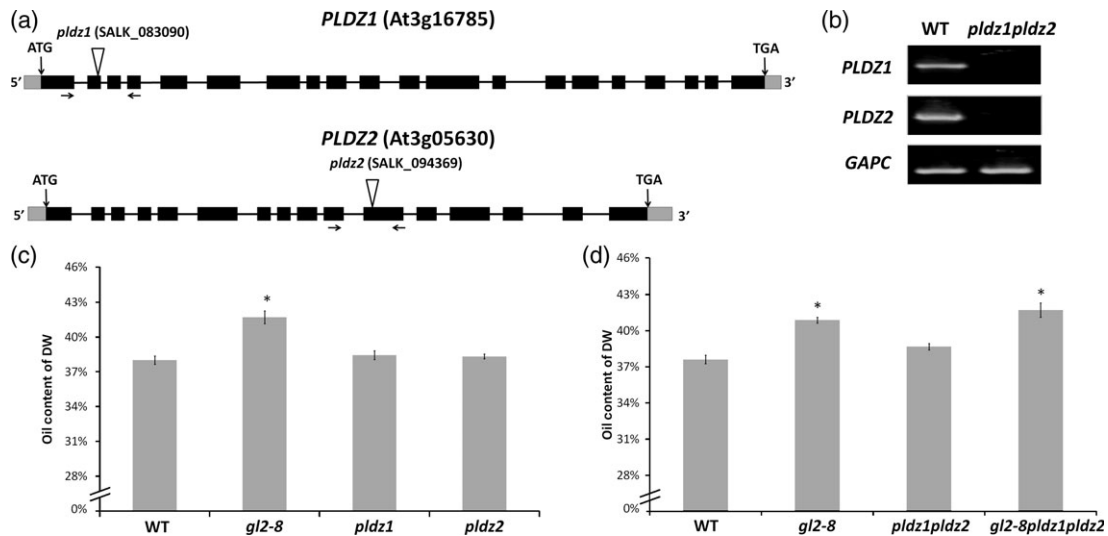 (a)
PLDZ1 (At3g16785)
pldz1 (SALK_083090)
ATG
TGA
5’
3’
PLDZ2 (At3g05630)
pldz2 (SALK_094369)
ATG
TGA
5’
3’
(b)
WT pldz1pldz2
PLDZ1
PLDZ2
GAPC
(c)
Oil content of DW
46%
43%
40%
37%
34%
31%
28%
0%
*
WT gl2-8 pldz1 pldz2
(d)
Oil content of DW
46%
43%
40%
37%
34%
31%
28%
0%
*
*
WT gl2-8 pldz1pldz2 gl2-8pldz1pldz2